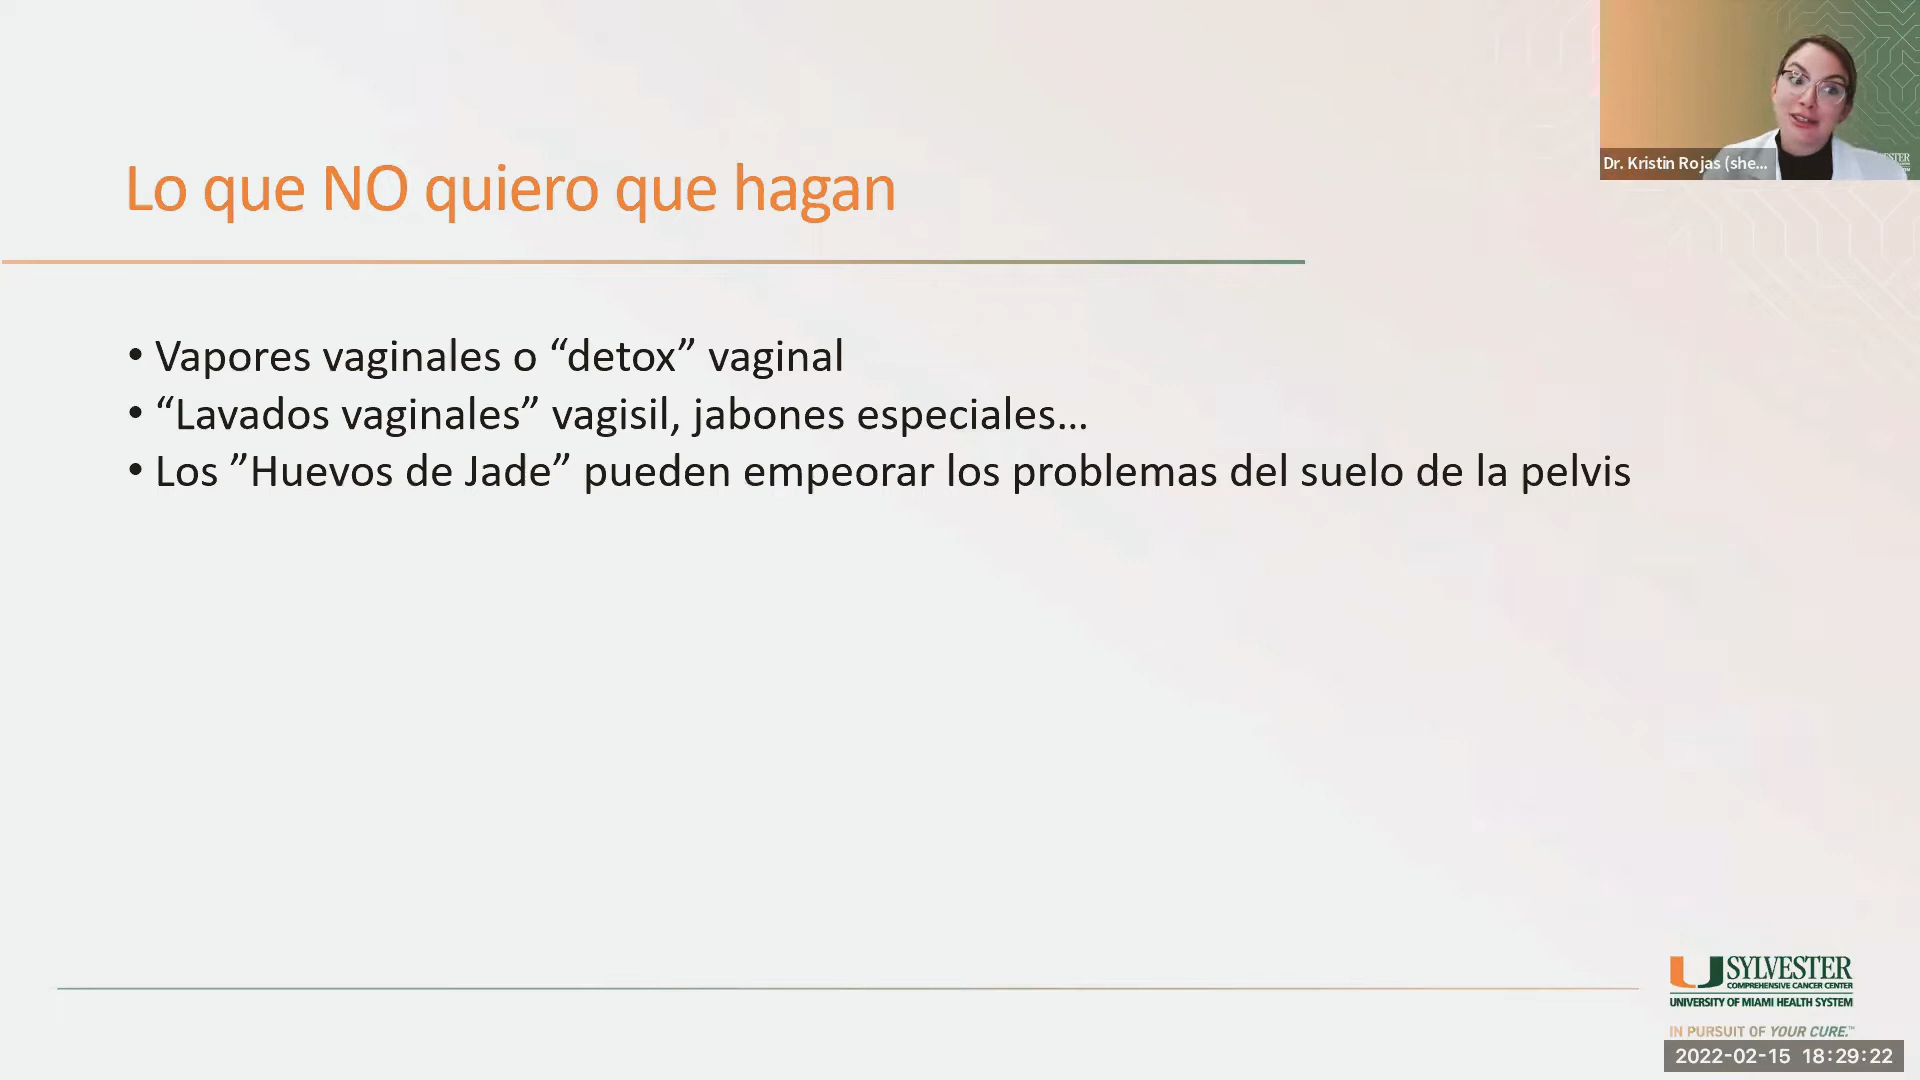 Dr. Kristin Rojas (she...
Lo que NO quiero que hagan
• Vapores vaginales o “detox” vaginal
• “Lavados vaginales” vagisil, jabones especiales…
• Los ”Huevos de Jade” pueden empeorar los problemas del suelo de la pelvis
SYLVESTER
COMPREHENSIVE CANCER CENTER
UNIVERSITY OF MIAMI HEALTH SYSTEM
IN PURSUIT OF YOUR CURE.™
2022-02-15 18:29:22